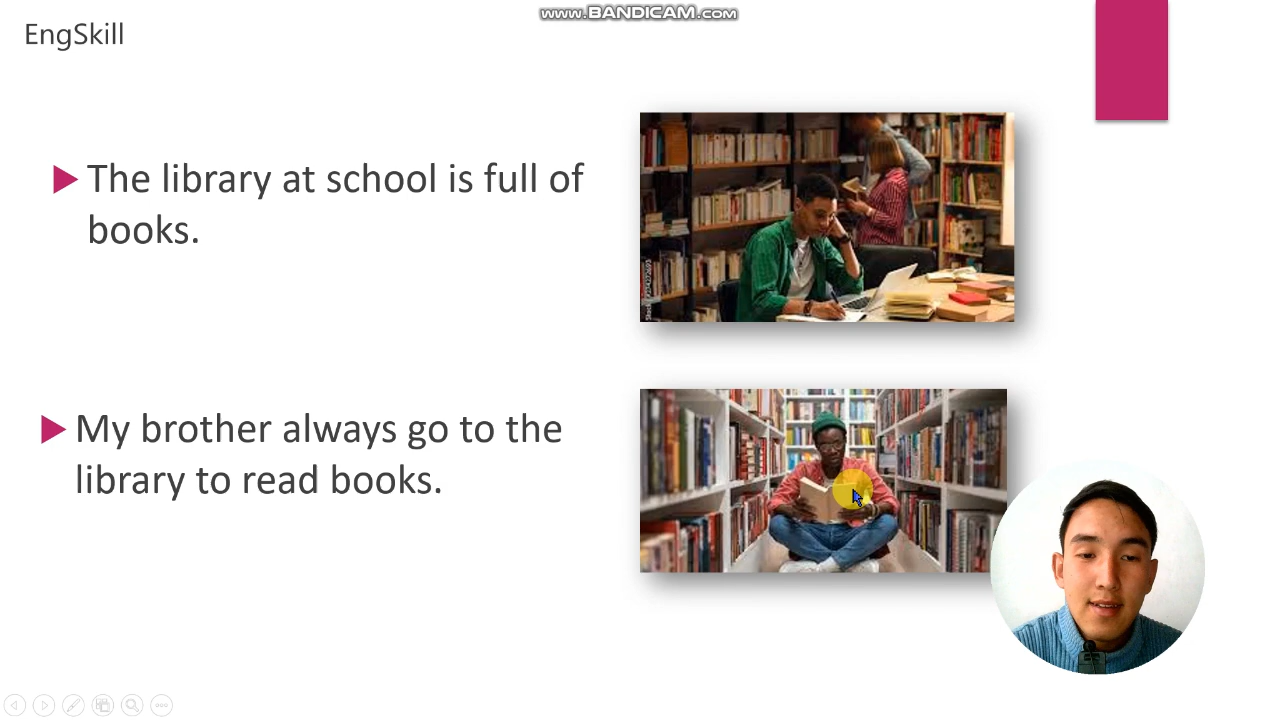 www.BANDICAM.com
EngSkill
The library at school is full of
books.
My brother always go to the
library to read books.